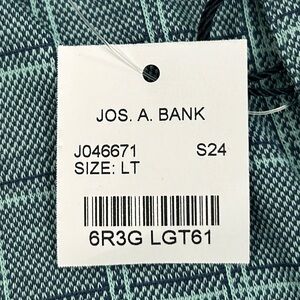 JOS. A. BANK
J046671 S24
SIZE: LT
6R3G LGT61